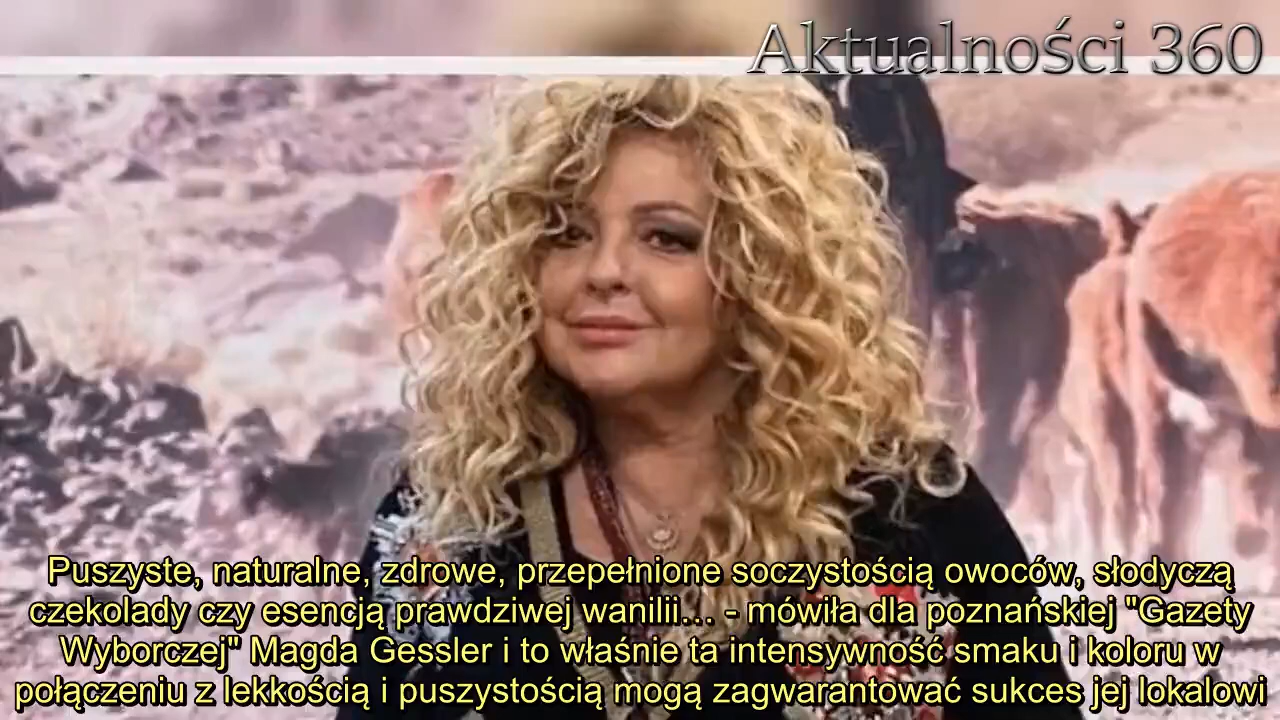 Aktualności 360
Puszyste, naturalne, zdrowe, przepełnione soczystością owoców, słodyczą
czekolady czy esencją prawdziwej wanilii... - mówiła dla poznańskiej "Gazety
Wyborczej" Magda Gessler i to właśnie ta intensywność smaku i koloru w
połączeniu z lekkością i puszystością mogą zagwarantować sukces jej lokalowi